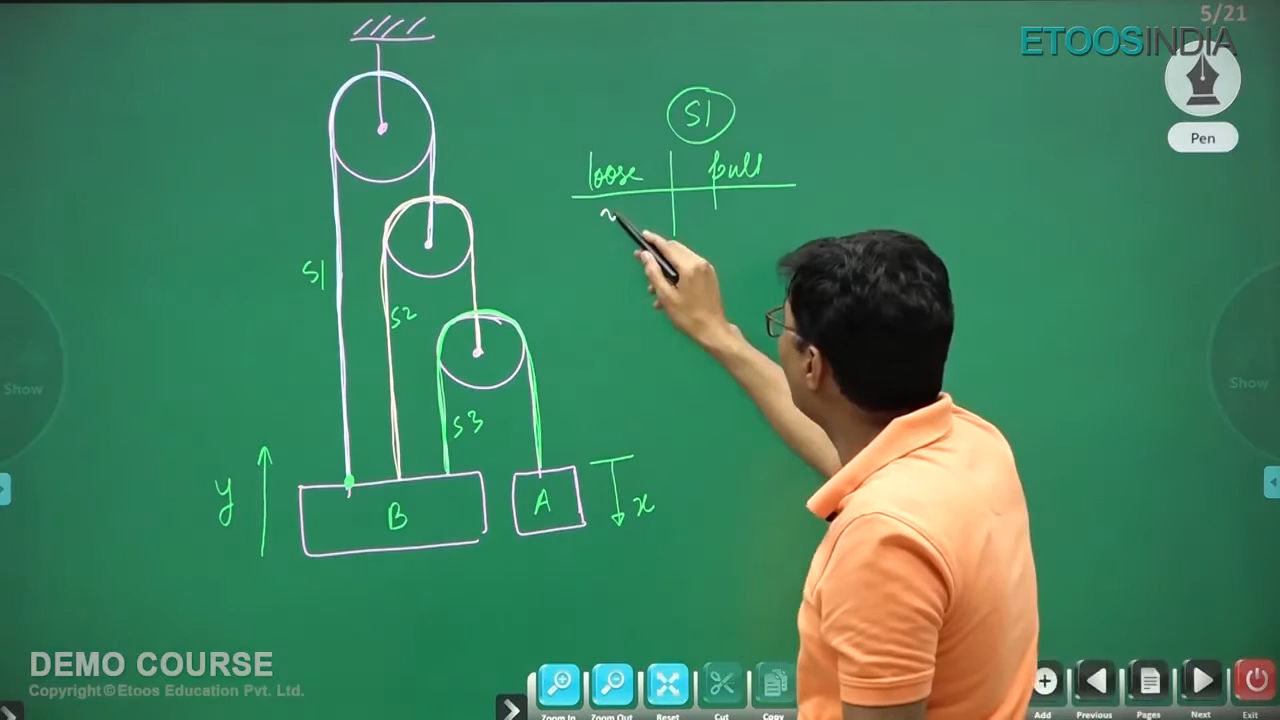 5/21
ETOOSINDIA
Pen
S1
loose pull
S1
S2
S3
Show
Show
y
B
A
x
DEMO COURSE
Copyright © Etoos Education Pvt. Ltd.
Zoom In Zoom Out Reset Cut Copy Add Previous Pages Next Exit